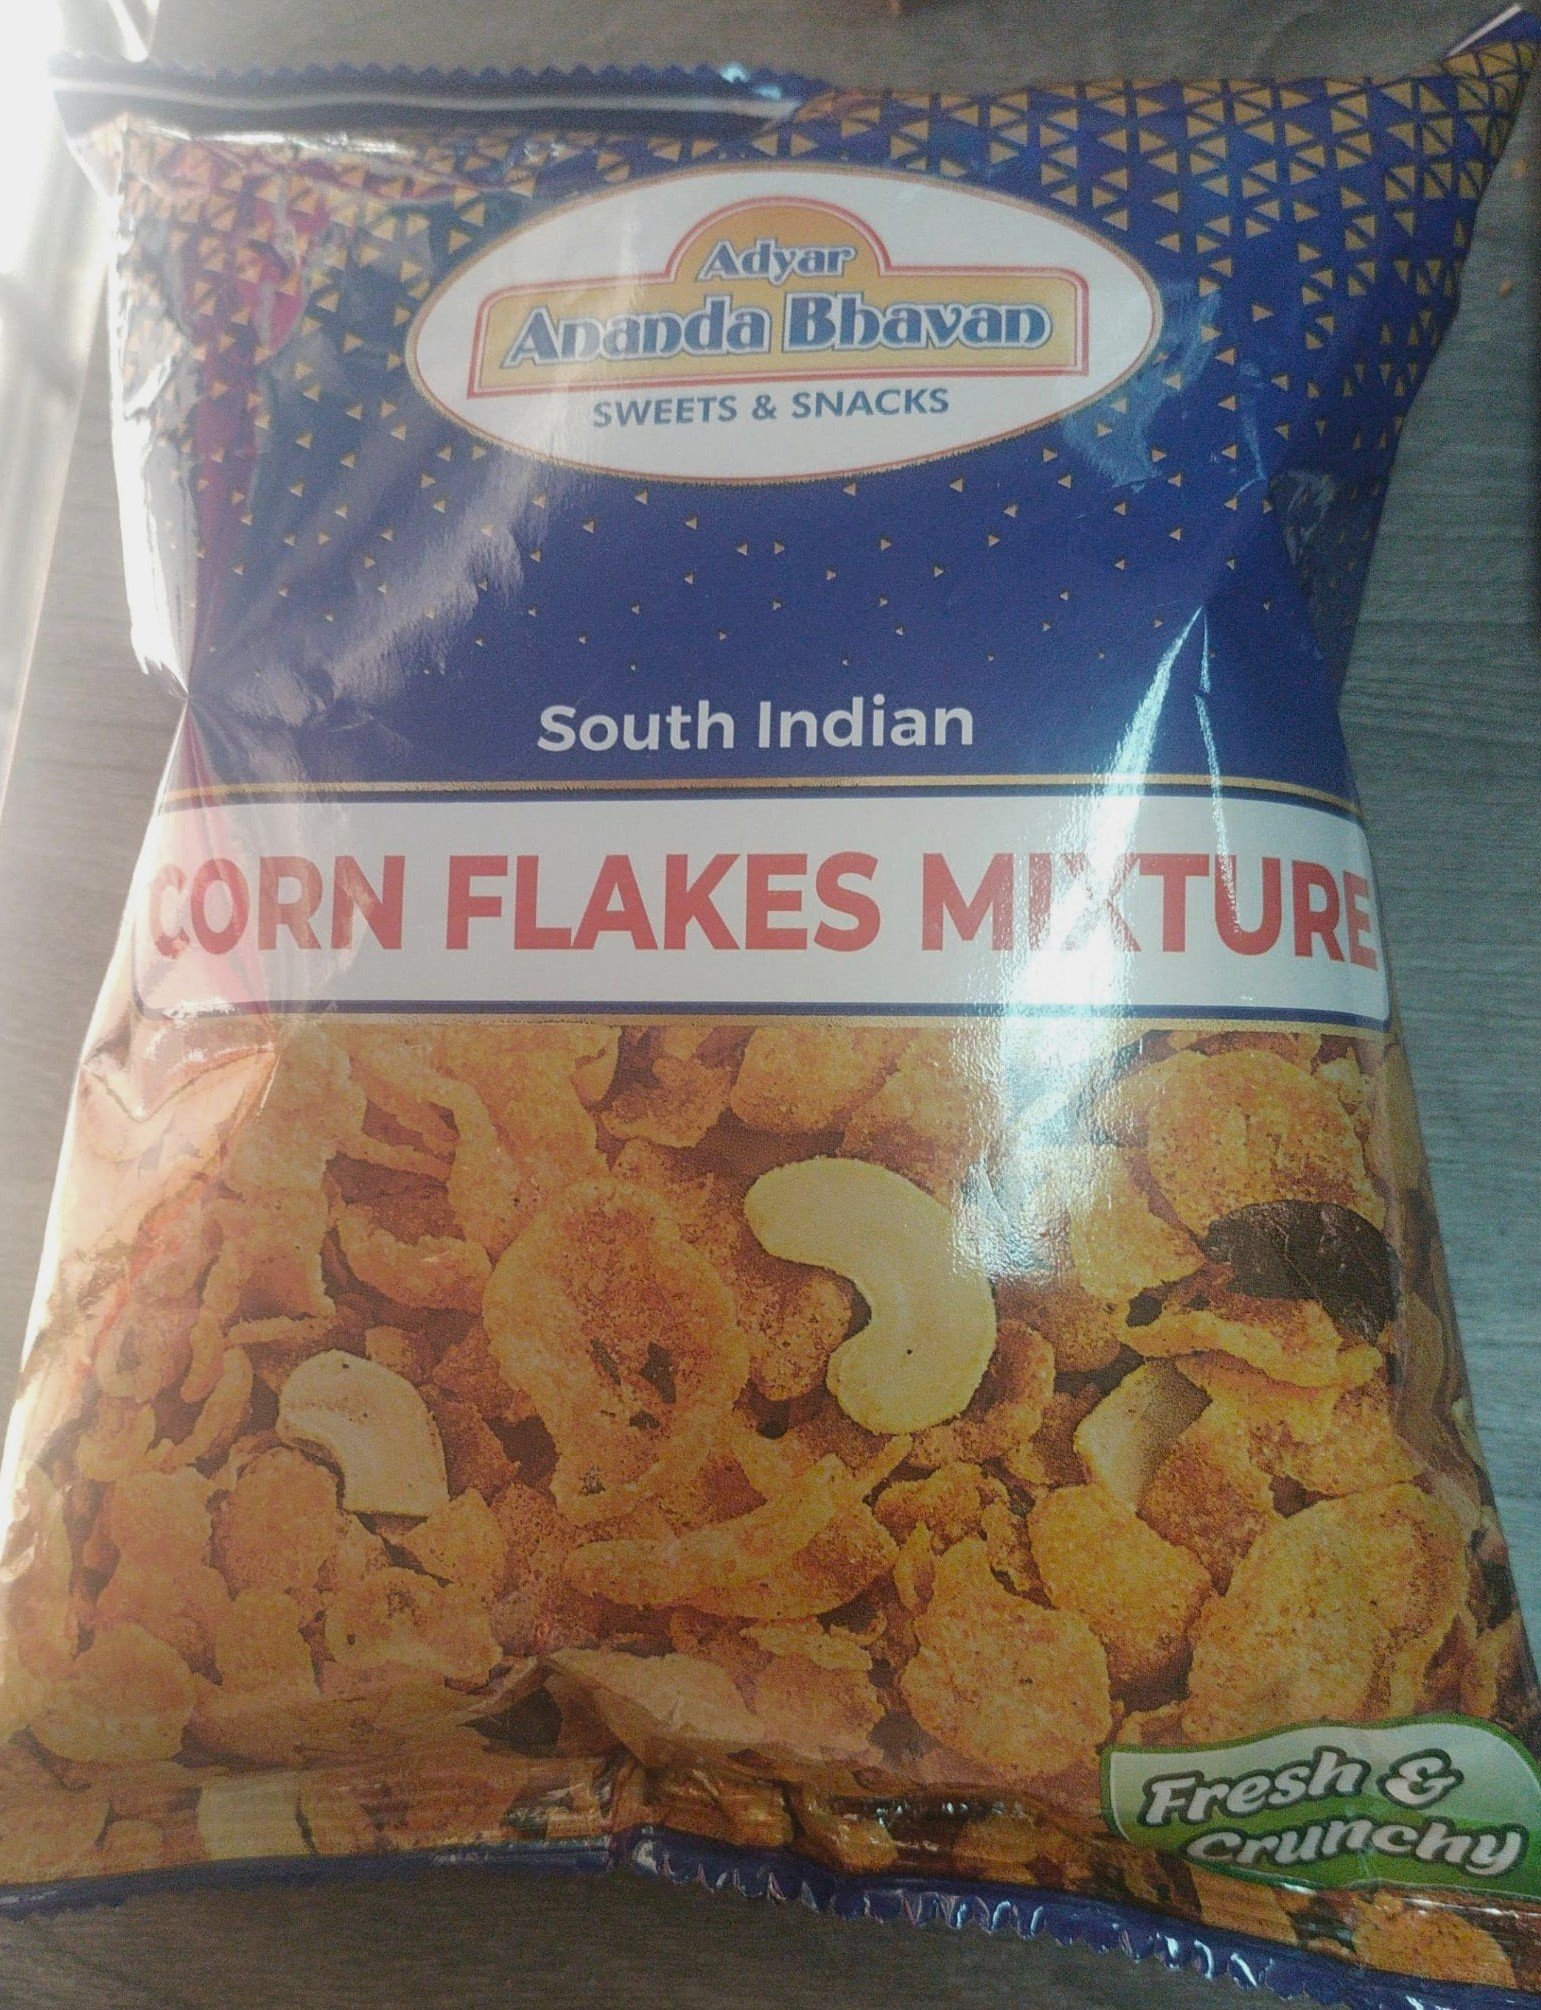 Adyar
Ananda Bhavan
SWEETS & SNACKS
South Indian
CORN FLAKES MIXTURE
Fresh &
Crunchy